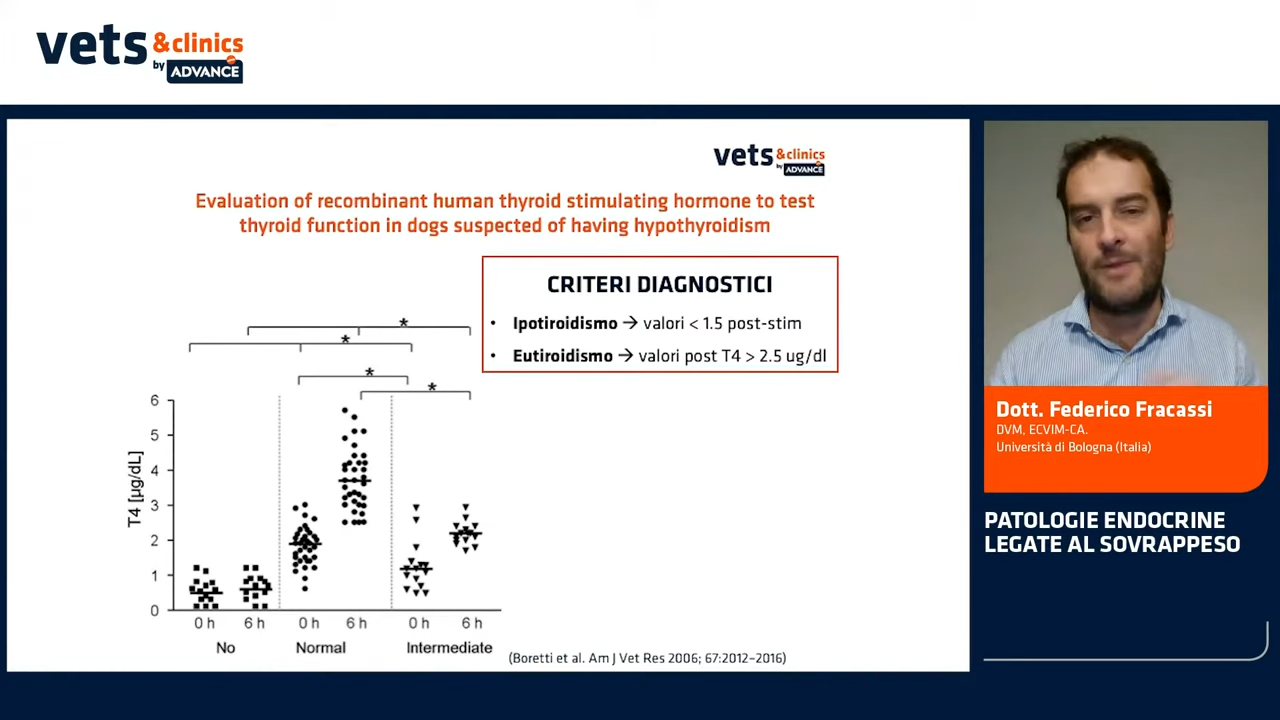 vets &clinics
by ADVANCE
vets &clinics
by ADVANCE
Evaluation of recombinant human thyroid stimulating hormone to test
thyroid function in dogs suspected of having hypothyroidism
CRITERI DIAGNOSTICI
• Ipotiroidismo → valori < 1.5 post-stim
• Eutiroidismo → valori post T4 > 2.5 ug/dl
*
*
*
*
T4 [µg/dL]
6
5
4
3
2
1
0
0 h 6 h 0 h 6 h 0 h 6 h
No Normal Intermediate
(Boretti et al. Am J Vet Res 2006; 67:2012–2016)
Dott. Federico Fracassi
DVM, ECVIM-CA.
Università di Bologna (Italia)
PATOLOGIE ENDOCRINE
LEGATE AL SOVRAPPESO